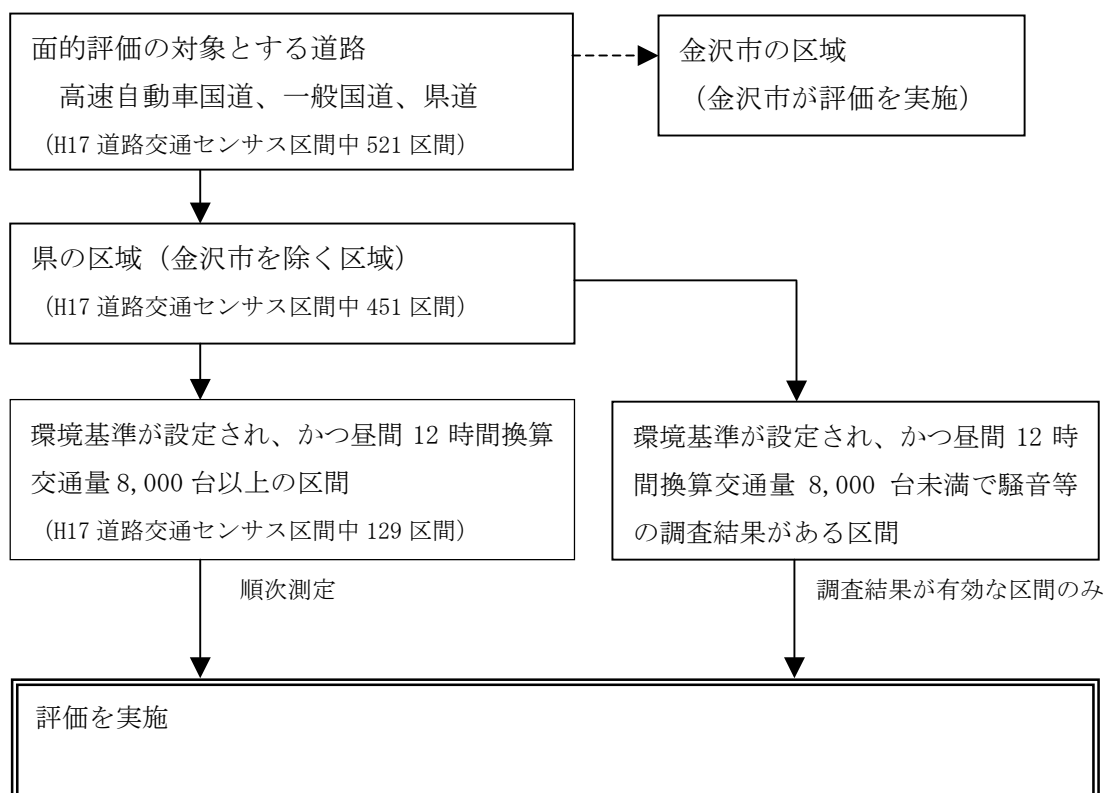 面的評価の対象とする道路
高速自動車国道、一般国道、県道
(H17 道路交通センサス区間中 521 区間)
金沢市の区域
(金沢市が評価を実施)
県の区域(金沢市を除く区域)
(H17 道路交通センサス区間中 451 区間)
環境基準が設定され、かつ昼間 12 時間換算
交通量 8,000 台以上の区間
(H17 道路交通センサス区間中 129 区間)
環境基準が設定され、かつ昼間 12 時
間換算交通量 8,000 台未満で騒音等
の調査結果がある区間
順次測定
調査結果が有効な区間のみ
評価を実施